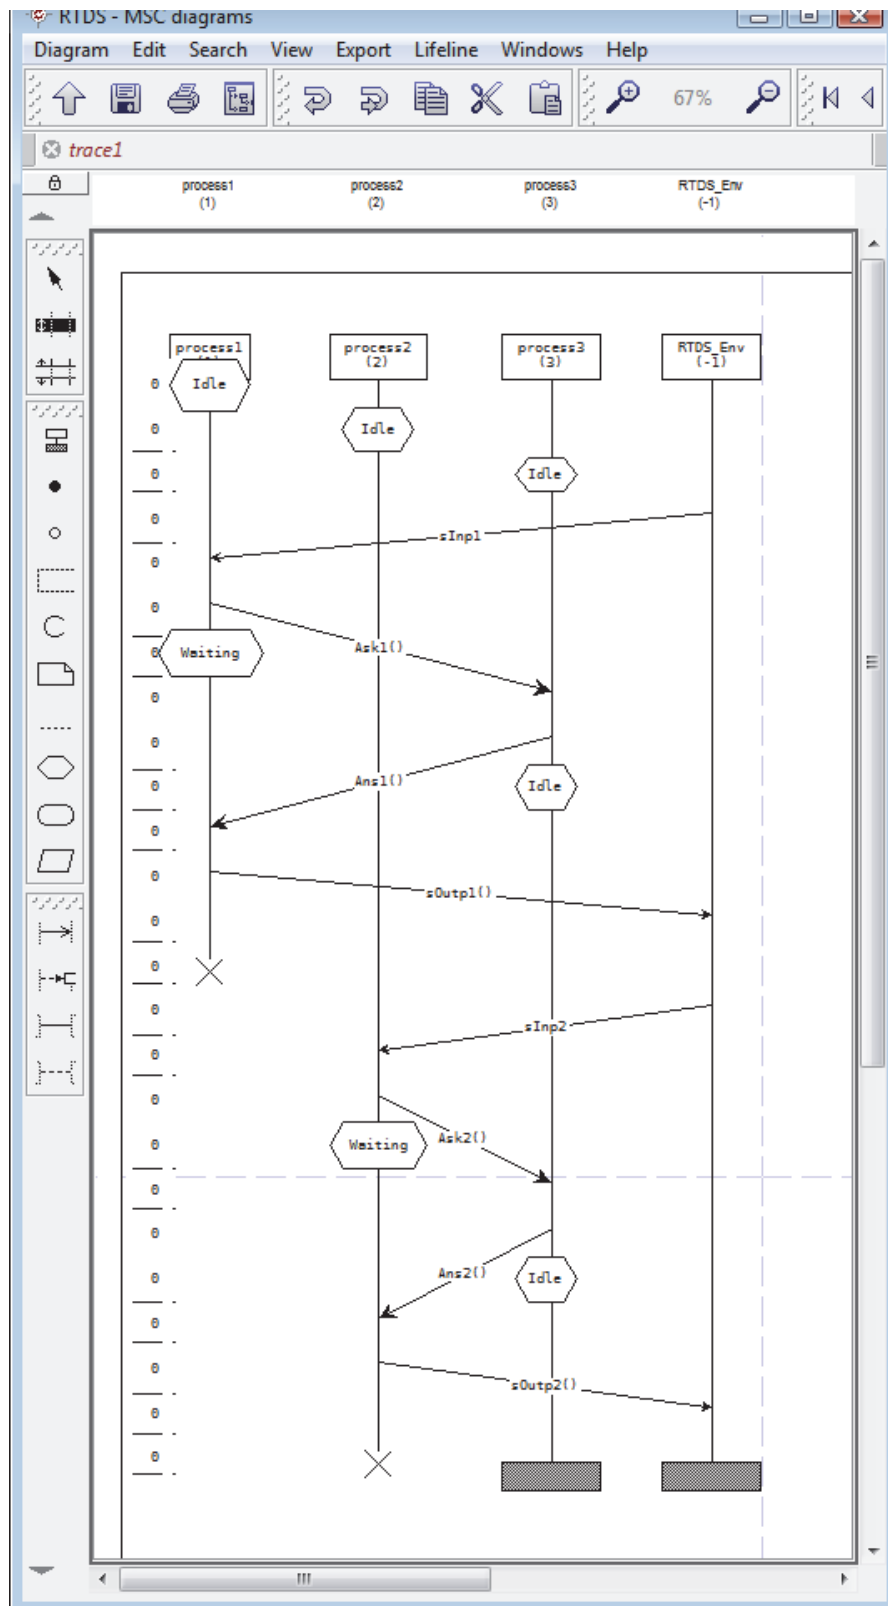 RTDS - MSC diagrams
Diagram Edit Search View Export Lifeline Windows Help
67%
trace1
process1 process2 process3 RTDS_Env
(1) (2) (3) (-1)
process1 process2 process3 RTDS_Env
(2) (3) (-1)
0 Idle
0 Idle
0 Idle
0
sInp1
0
0
Ask1()
0 Waiting
0
0
Ans1()
0 Idle
0
0
sOutp1()
0
0
0
sInp2
0
0
Ask2()
0 Waiting
0
0
Ans2()
0 Idle
0
0
sOutp2()
0
0